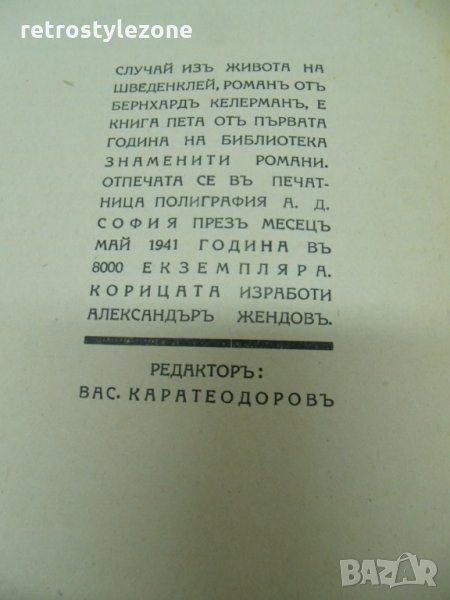 retrostylezone
СЛУЧАЙ ИЗЪ ЖИВОТА НА
ШВЕДЕНКЛЕЙ, РОМАНЪ ОТЪ
БЕРНХАРДЪ КЕЛЕРМАНЪ, Е
КНИГА ПЕТА ОТЪ ПЪРВАТА
ГОДИНА НА БИБЛИОТЕКА
ЗНАМЕНИТИ РОМАНИ.
ОТПЕЧАТА СЕ ВЪ ПЕЧАТ-
НИЦА ПОЛИГРАФИЯ А. Д.
СОФИЯ ПРЕЗЪ МЕСЕЦЪ
МАЙ 1941 ГОДИНА ВЪ
8000 ЕКЗЕМПЛЯРА.
КОРИЦАТА ИЗРАБОТИ
АЛЕКСАНДЪРЪ ЖЕНДОВЪ.
РЕДАКТОРЪ:
ВАС. КАРАТЕОДОРОВЪ
BAZAR